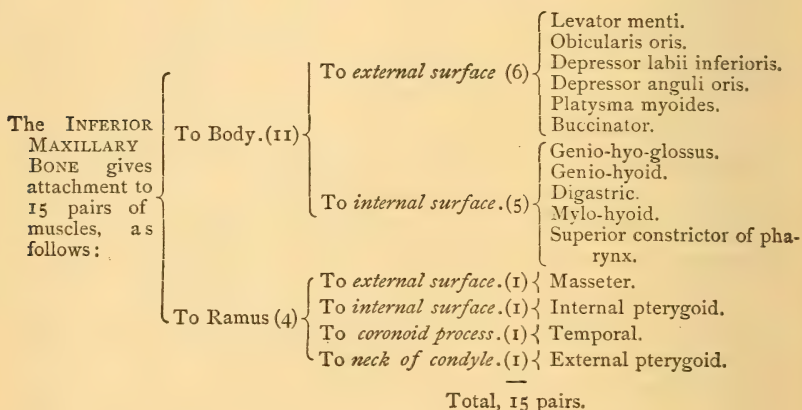 The INFERIOR
MAXILLARY
BONE gives
attachment to
15 pairs of
muscles, as
follows:
To Body.(11)
To external surface (6)
Levator menti.
Obicularis oris.
Depressor labii inferioris.
Depressor anguli oris.
Platysma myoides.
Buccinator.
To internal surface.(5)
Genio-hyo-glossus.
Genio-hyoid.
Digastric.
Mylo-hyoid.
Superior constrictor of pha-
rynx.
To Ramus (4)
To external surface.(1) { Masseter.
To internal surface.(1) { Internal pterygoid.
To coronoid process.(1) { Temporal.
To neck of condyle.(1) { External pterygoid.
Total, 15 pairs.